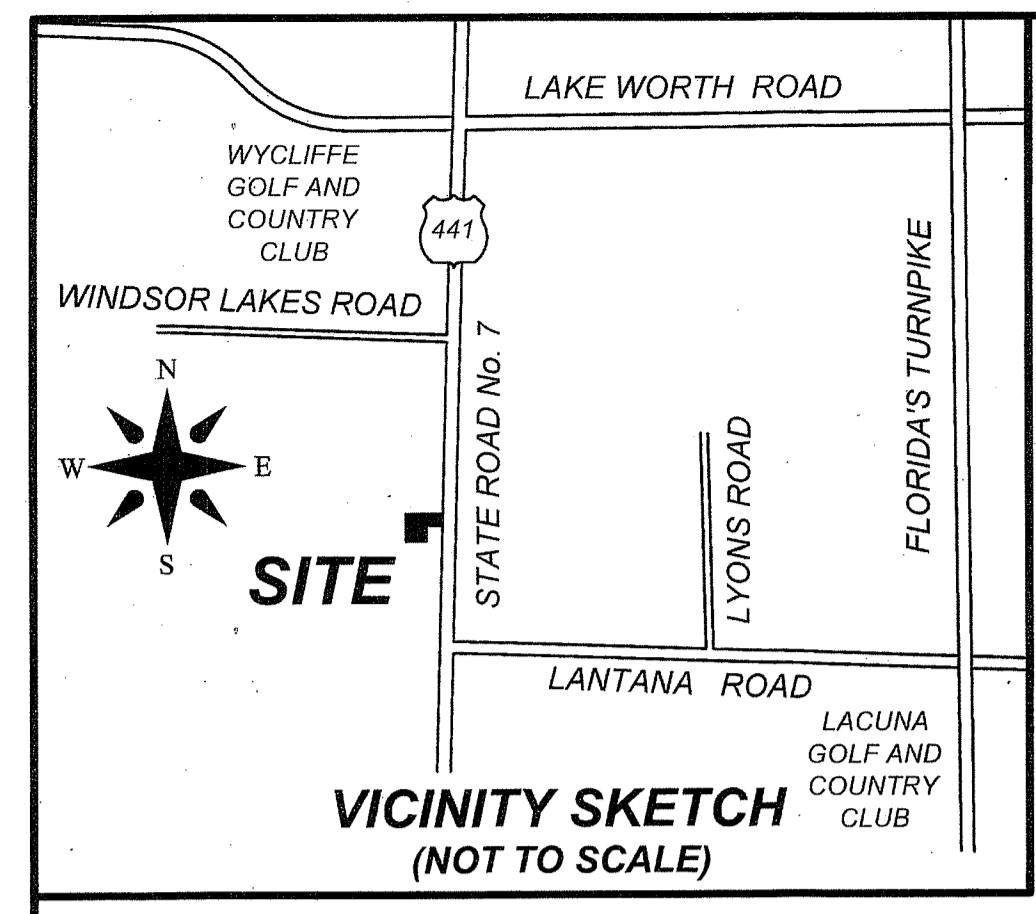 LAKE WORTH ROAD
WYCLIFFE
GOLF AND
COUNTRY
CLUB
441
WINDSOR LAKES ROAD
STATE ROAD No. 7
FLORIDA'S TURNPIKE
N
W
E
S
SITE
LYONS ROAD
LANTANA ROAD
LACUNA
GOLF AND
COUNTRY
CLUB
VICINITY SKETCH
(NOT TO SCALE)